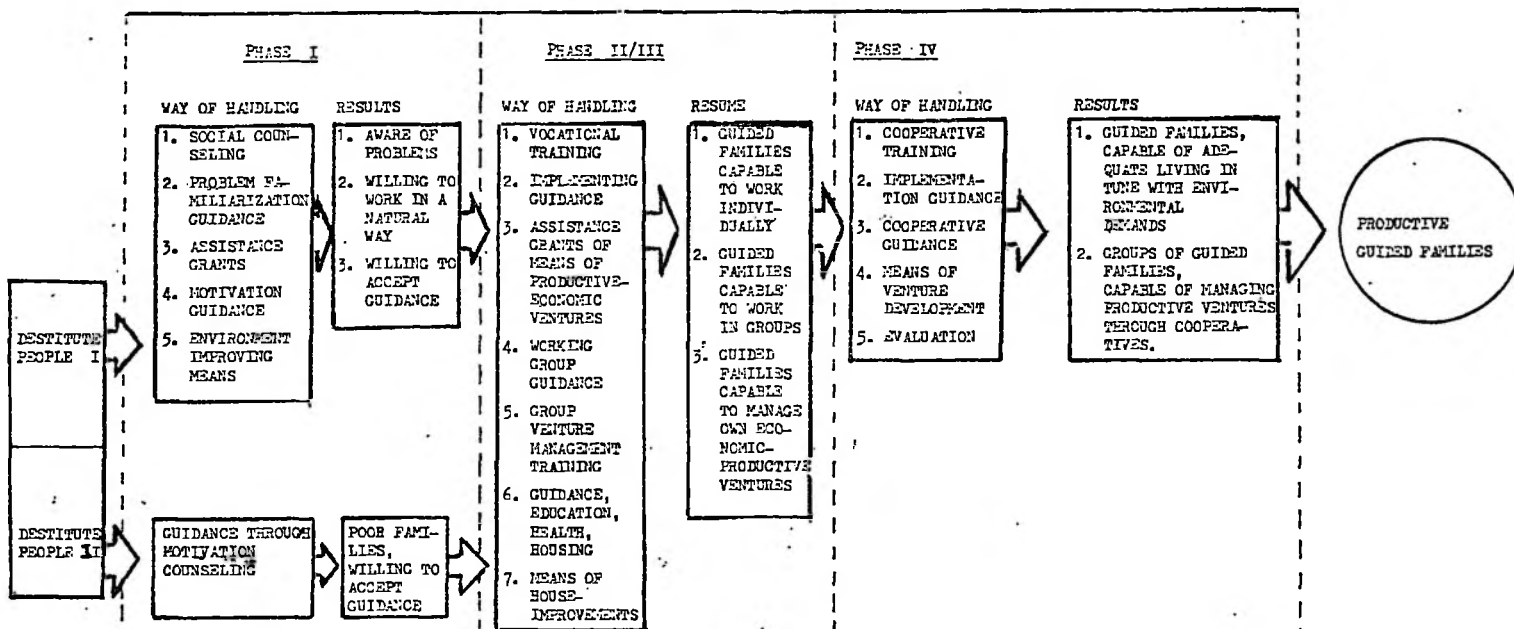 PHASE I
PHASE II/III
PHASE IV
DESTITUTE
PEOPLE I
DESTITUTE
PEOPLE II
WAY OF HANDLING
1. SOCIAL COUN-
SELING
2. PROBLEM FA-
MILIARIZATION
GUIDANCE
3. ASSISTANCE
GRANTS
4. MOTIVATION
GUIDANCE
5. ENVIRONMENT
IMPROVING
MEANS
RESULTS
1. AWARE OF
PROBLEMS
2. WILLING TO
WORK IN A
NATURAL
WAY
3. WILLING TO
ACCEPT
GUIDANCE
GUIDANCE THROUGH
MOTIVATION
COUNSELING
POOR FAMI-
LIES,
WILLING TO
ACCEPT
GUIDANCE
WAY OF HANDLING
1. VOCATIONAL
TRAINING
2. IMPLEMENTING
GUIDANCE
3. ASSISTANCE
GRANTS OF
MEANS OF
PRODUCTIVE-
ECONOMIC
VENTURES
4. WORKING
GROUP
GUIDANCE
5. GROUP
VENTURE
MANAGEMENT
TRAINING
6. GUIDANCE,
EDUCATION,
HEALTH,
HOUSING
7. MEANS OF
HOUSE-
IMPROVEMENTS
RESUME
1. GUIDED
FAMILIES
CAPABLE
TO WORK
INDIVI-
DUALLY
2. GUIDED
FAMILIES
CAPABLE
TO WORK
IN GROUPS
3. GUIDED
FAMILIES
CAPABLE
TO MANAGE
OWN ECO-
NOMIC-
PRODUCTIVE
VENTURES
WAY OF HANDLING
1. COOPERATIVE
TRAINING
2. IMPLEMENTA-
TION GUIDANCE
3. COOPERATIVE
GUIDANCE
4. MEANS OF
VENTURE
DEVELOPMENT
5. EVALUATION
RESULTS
1. GUIDED FAMILIES,
CAPABLE OF ADE-
QUATE LIVING IN
TUNE WITH ENVI-
RONMENTAL
DEMANDS
2. GROUPS OF GUIDED
FAMILIES,
CAPABLE OF MANAGING
PRODUCTIVE VENTURES
THROUGH COOPERA-
TIVES.
PRODUCTIVE
GUIDED FAMILIES